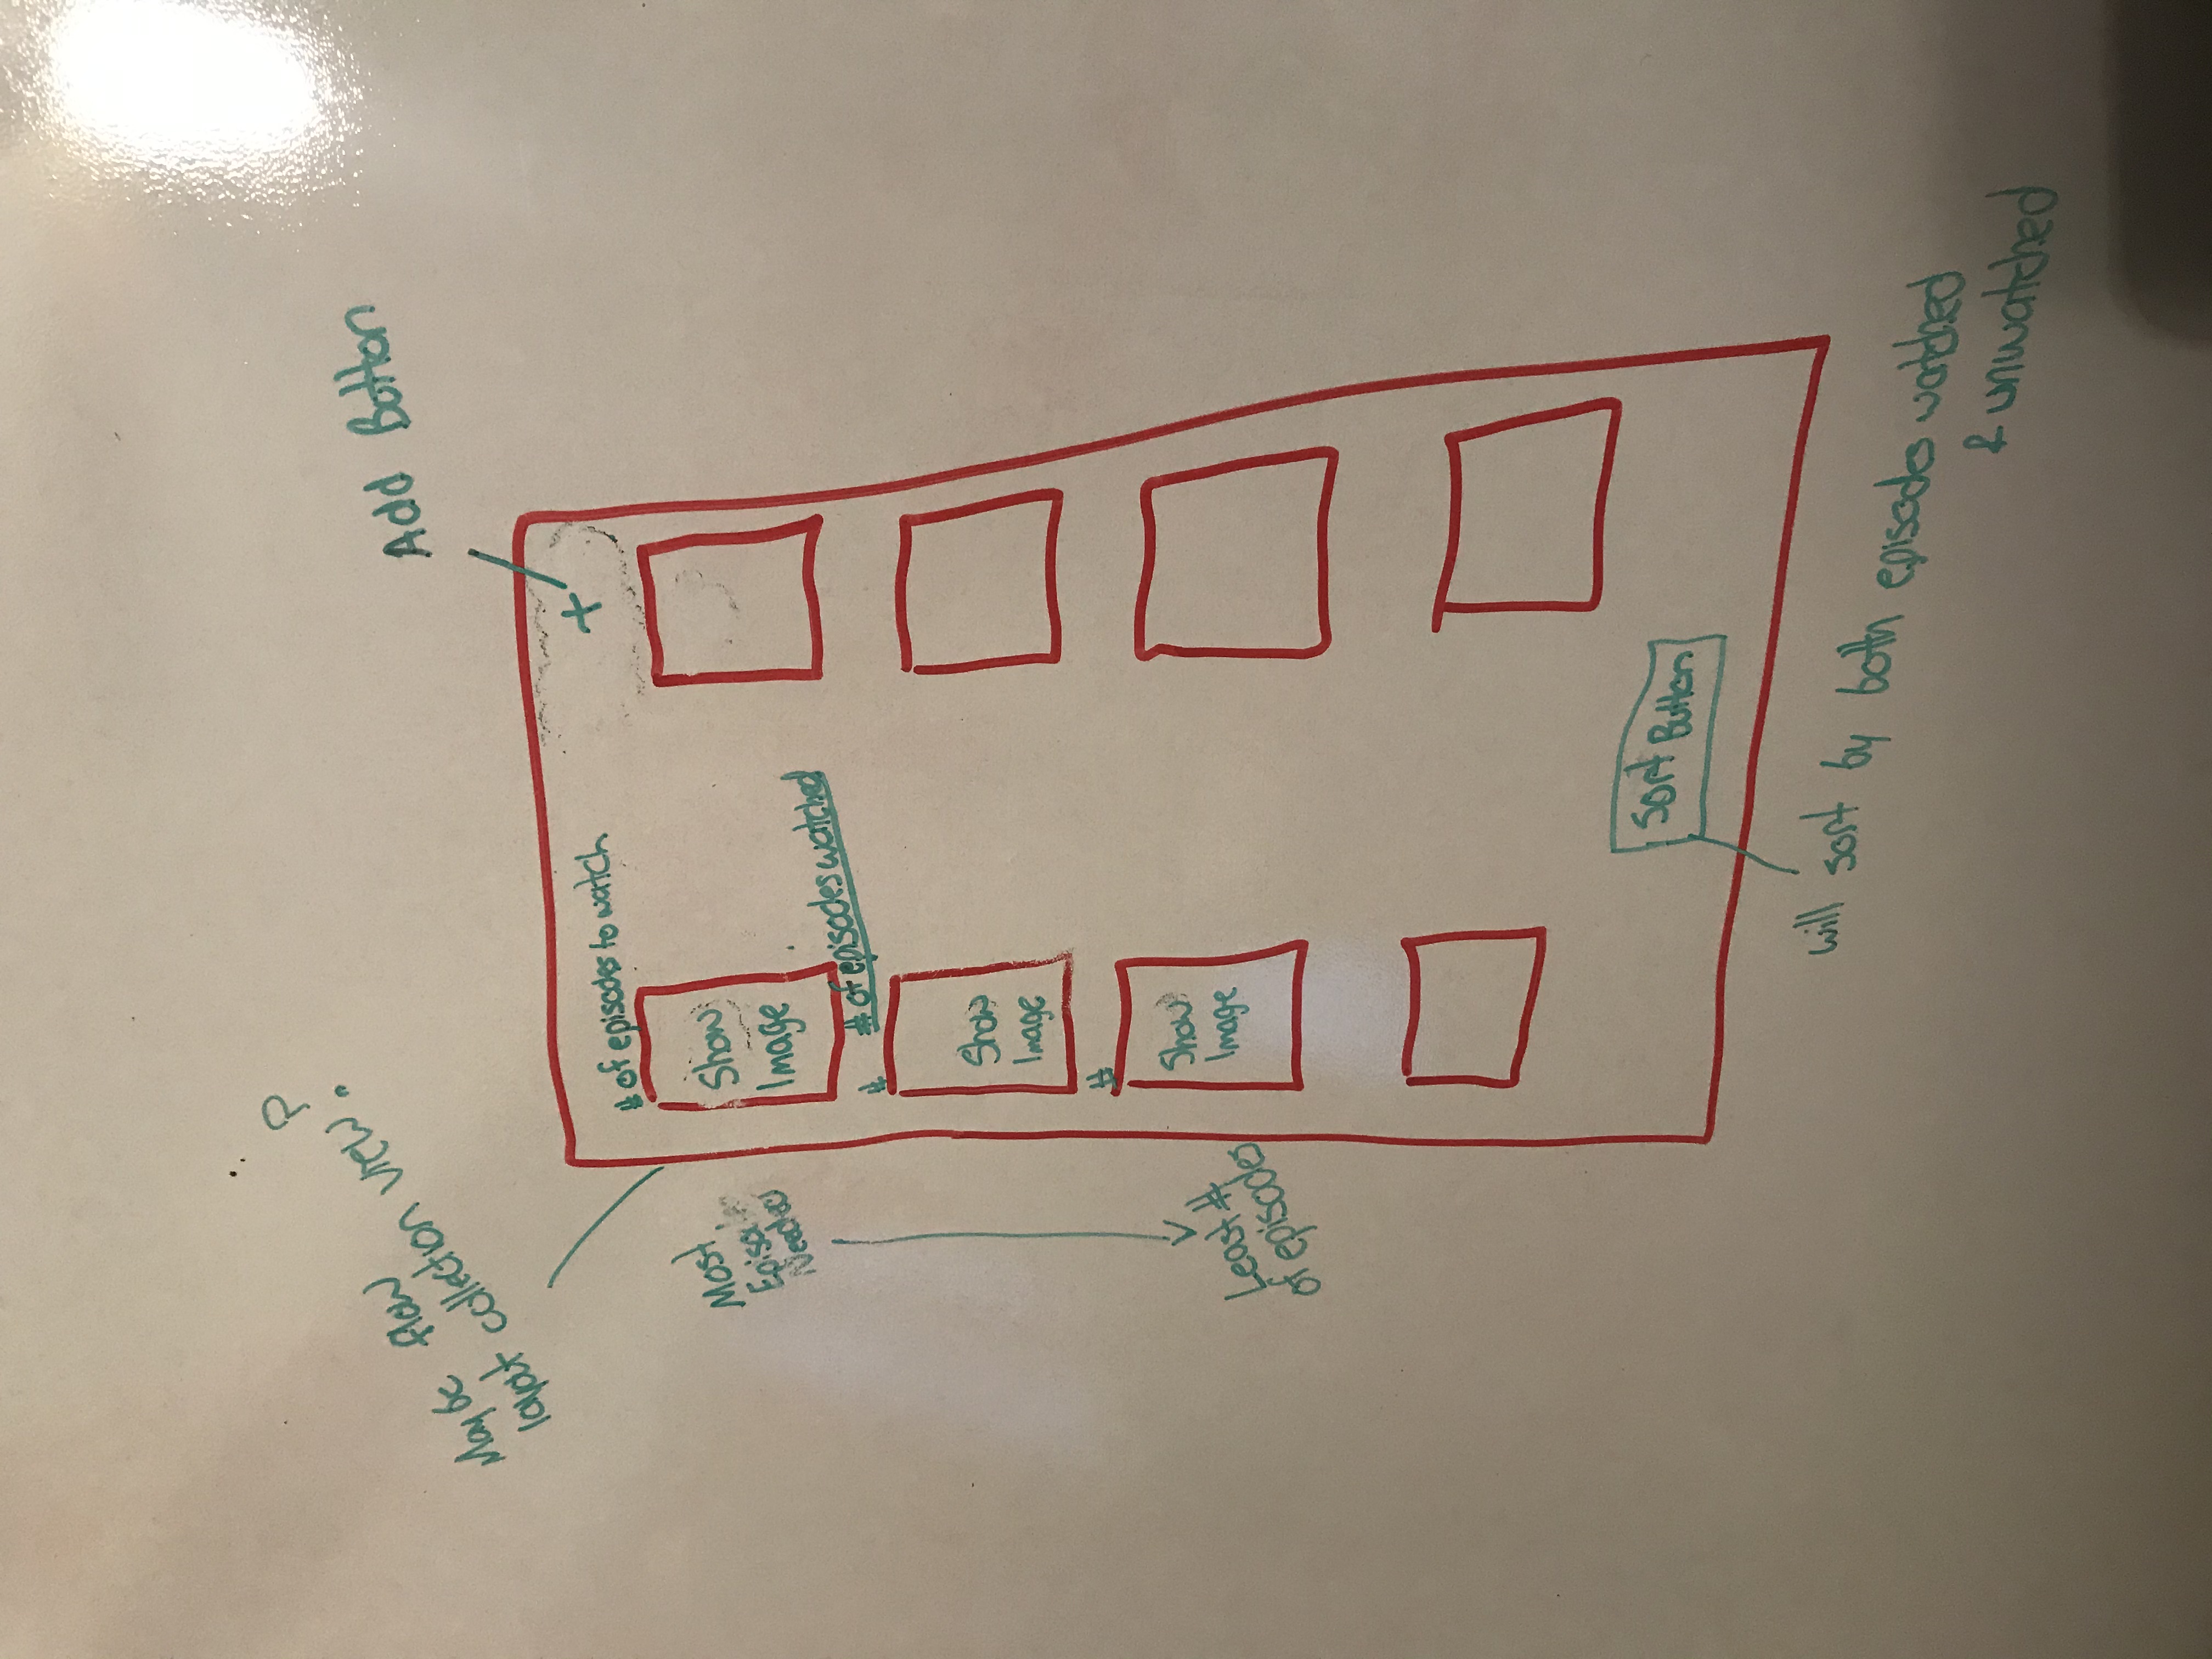 Maybe flow
layout collection view?
Add Button
+
# of episodes to watch
Show
Image
Most
Episodes
Needed
# of episodes watched
#
Show
Image
#
Show
Image
Least #
of episodes
Sort Button
will sort by both episodes watched
& unwatched